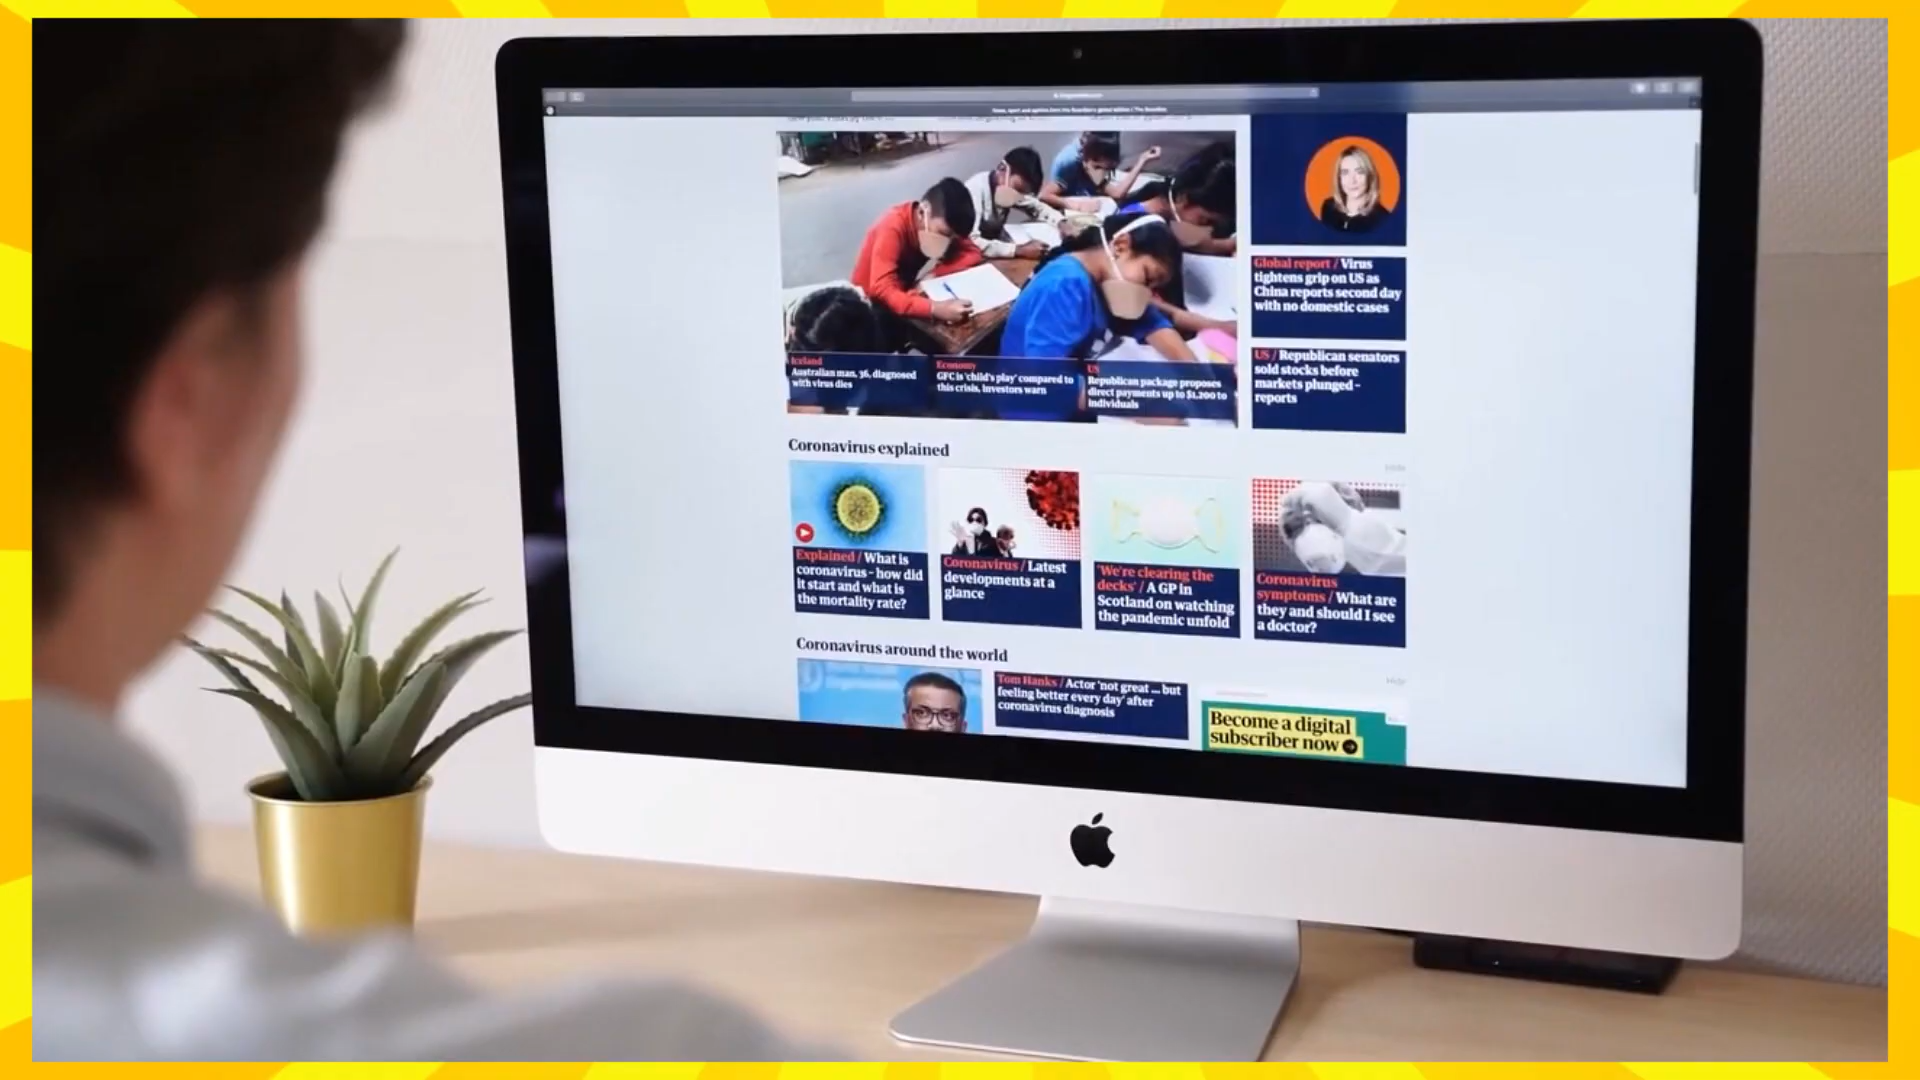 Global report / Virus
tightens grip on US as
China reports second day
with no domestic cases
US / Republican senators
sold stocks before
markets plunged –
reports
Iceland
Australian man, 36, diagnosed
with virus dies
Economy
GFC is 'child's play' compared to
this crisis, investors warn
US
Republican package proposes
direct payments up to $1,200 to
individuals
Coronavirus explained
Explained / What is
coronavirus – how did
it start and what is
the mortality rate?
Coronavirus / Latest
developments at a
glance
'We're clearing the
decks' / A GP in
Scotland on watching
the pandemic unfold
Coronavirus
symptoms / What are
they and should I see
a doctor?
Coronavirus around the world
Hide
Tom Hanks / Actor 'not great ... but
feeling better every day' after
coronavirus diagnosis
Become a digital
subscriber now